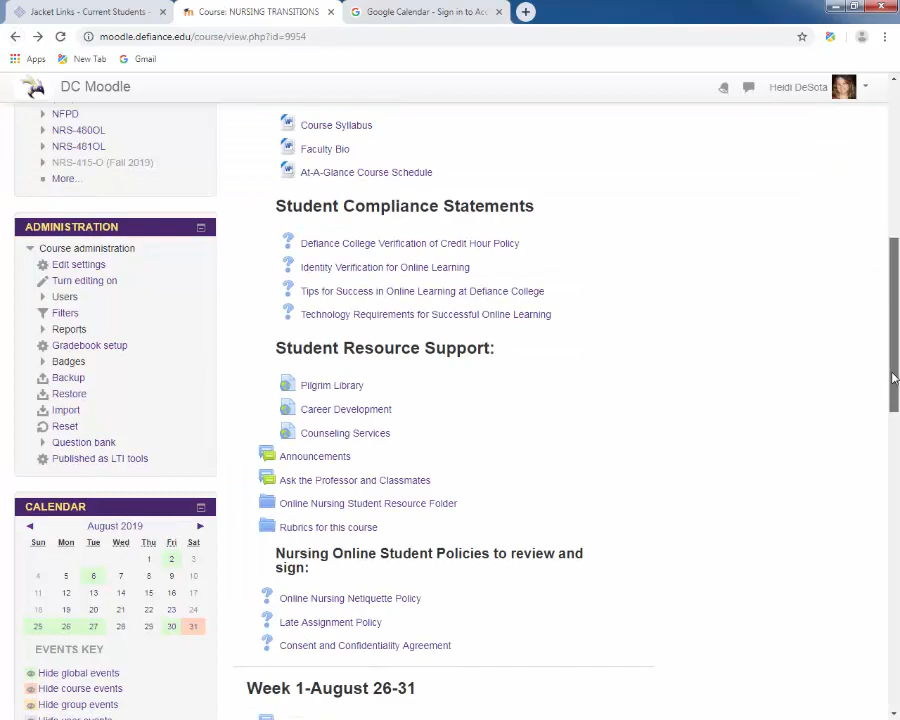 Jacket Links - Current Students -
Course: NURSING TRANSITIONS
Google Calendar - Sign in to Acc
moodle.defiance.edu/course/view.php?id=9954
Apps New Tab Gmail
DC Moodle
Heidi DeSota
NFPD
NRS-460OL
NRS-461OL
NRS-415-O (Fall 2019)
More...
ADMINISTRATION
Course administration
Edit settings
Turn editing on
Users
Filters
Reports
Gradebook setup
Badges
Backup
Restore
Import
Reset
Question bank
Published as LTI tools
CALENDAR
August 2019
Sun Mon Tue Wed Thu Fri Sat
1 2 3
4 5 6 7 8 9 10
11 12 13 14 15 16 17
18 19 20 21 22 23 24
25 26 27 28 29 30 31
EVENTS KEY
Hide global events
Hide course events
Hide group events
Course Syllabus
Faculty Bio
At-A-Glance Course Schedule
Student Compliance Statements
Defiance College Verification of Credit Hour Policy
Identity Verification for Online Learning
Tips for Success in Online Learning at Defiance College
Technology Requirements for Successful Online Learning
Student Resource Support:
Pilgrim Library
Career Development
Counseling Services
Announcements
Ask the Professor and Classmates
Online Nursing Student Resource Folder
Rubrics for this course
Nursing Online Student Policies to review and
sign:
Online Nursing Netiquette Policy
Late Assignment Policy
Consent and Confidentiality Agreement
Week 1-August 26-31